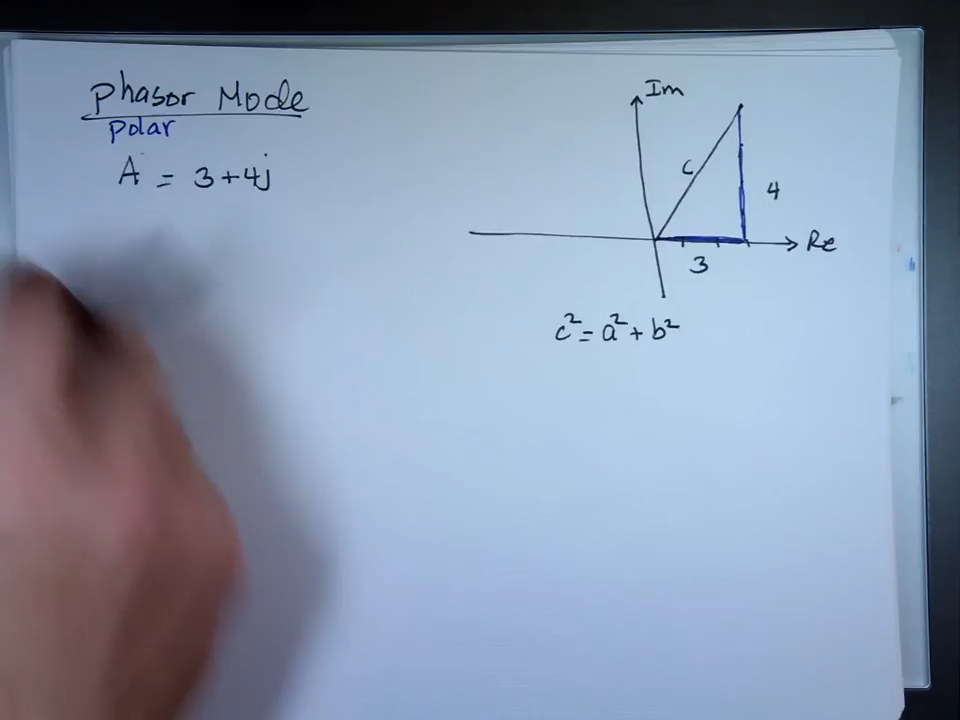 Phasor Mode
polar
A = 3+4j
Im
c
4
Re
3
c²=a²+b²